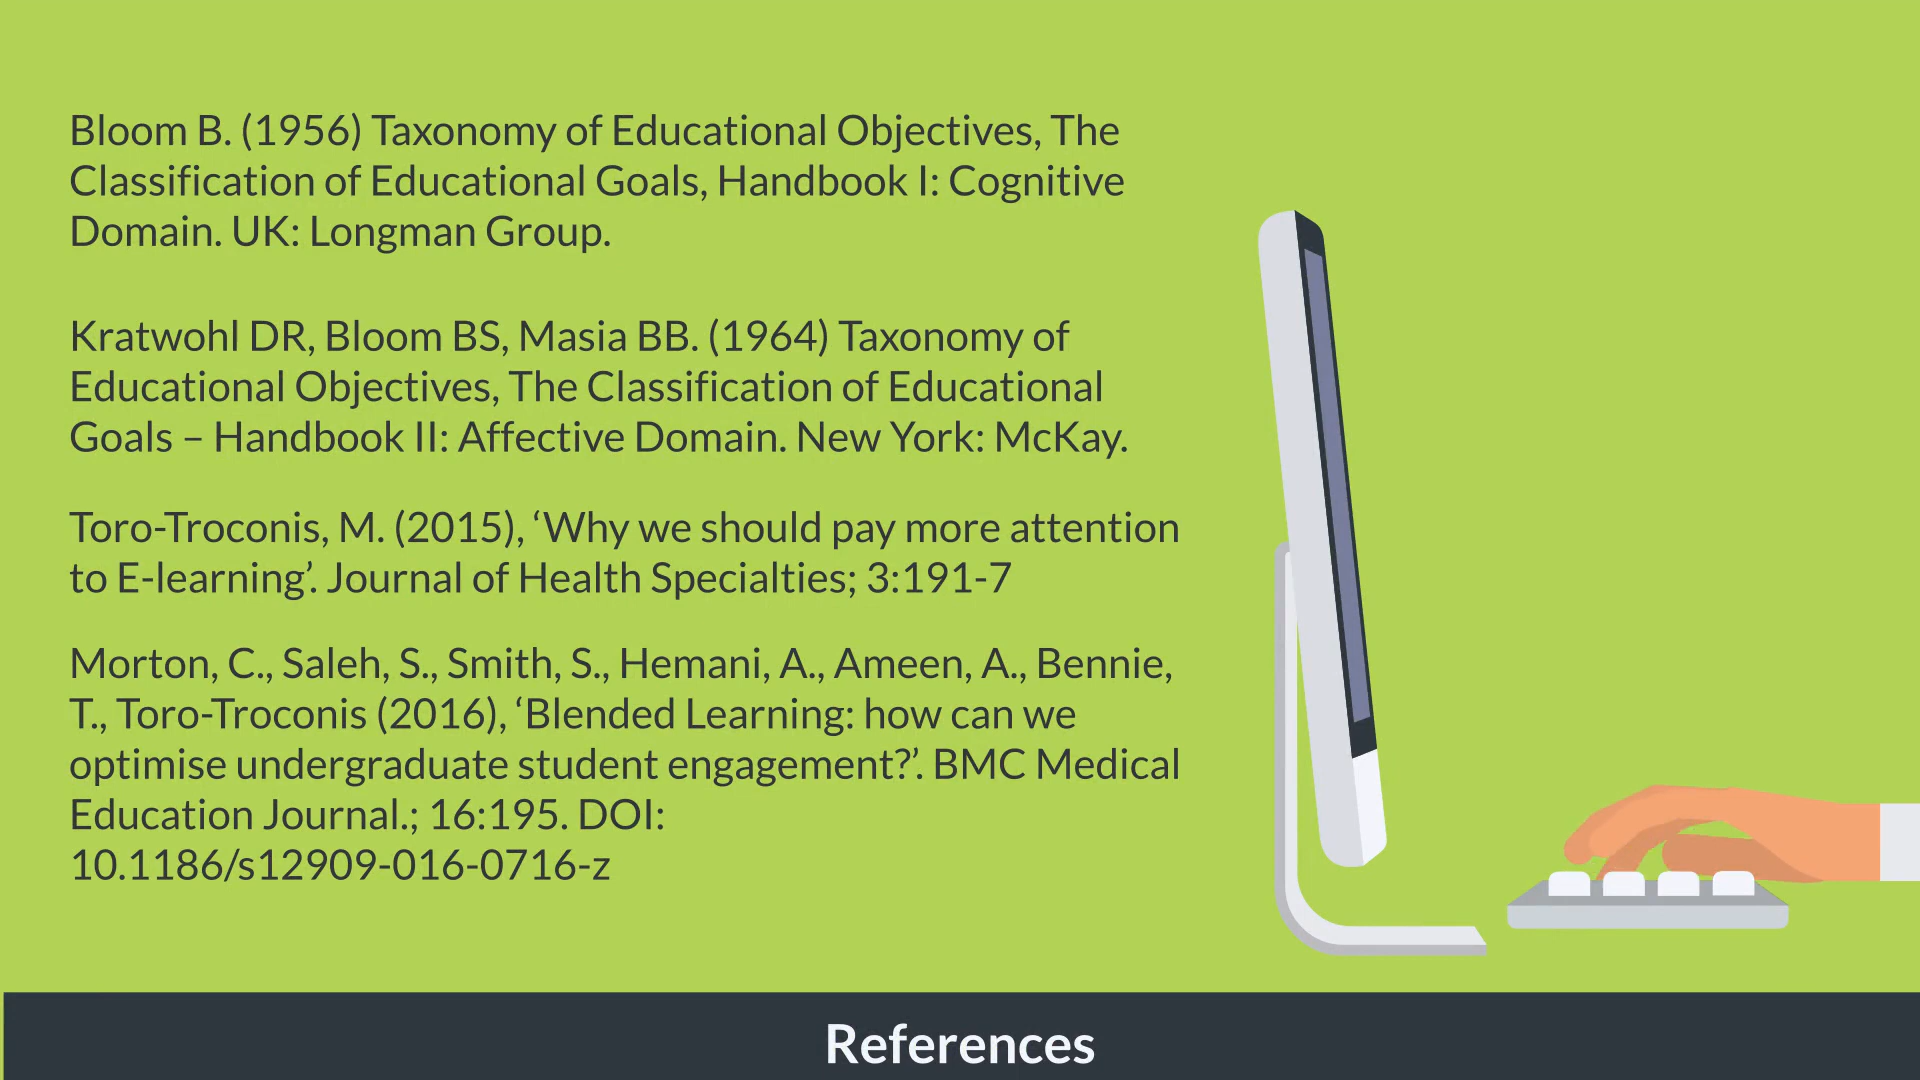 Bloom B. (1956) Taxonomy of Educational Objectives, The
Classification of Educational Goals, Handbook I: Cognitive
Domain. UK: Longman Group.
Kratwohl DR, Bloom BS, Masia BB. (1964) Taxonomy of
Educational Objectives, The Classification of Educational
Goals – Handbook II: Affective Domain. New York: McKay.
Toro-Troconis, M. (2015), ‘Why we should pay more attention
to E-learning’. Journal of Health Specialties; 3:191-7
Morton, C., Saleh, S., Smith, S., Hemani, A., Ameen, A., Bennie,
T., Toro-Troconis (2016), ‘Blended Learning: how can we
optimise undergraduate student engagement?’. BMC Medical
Education Journal.; 16:195. DOI:
10.1186/s12909-016-0716-z
References